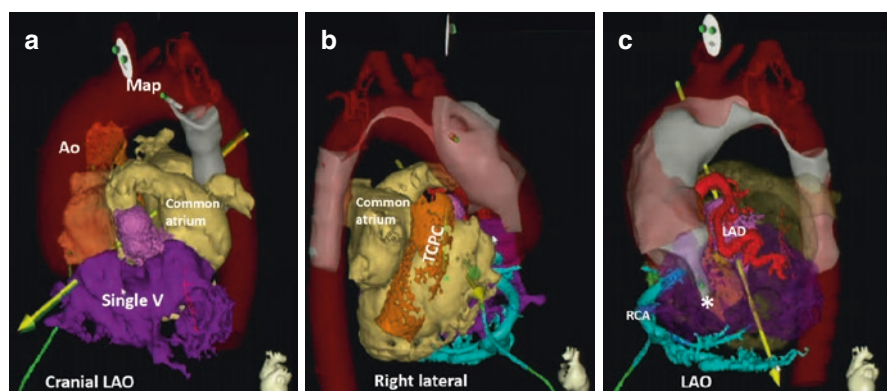 a
Map
Ao
Common
atrium
Single V
Cranial LAO
b
Common
atrium
TCPC
Right lateral
c
LAD
RCA
*
LAO